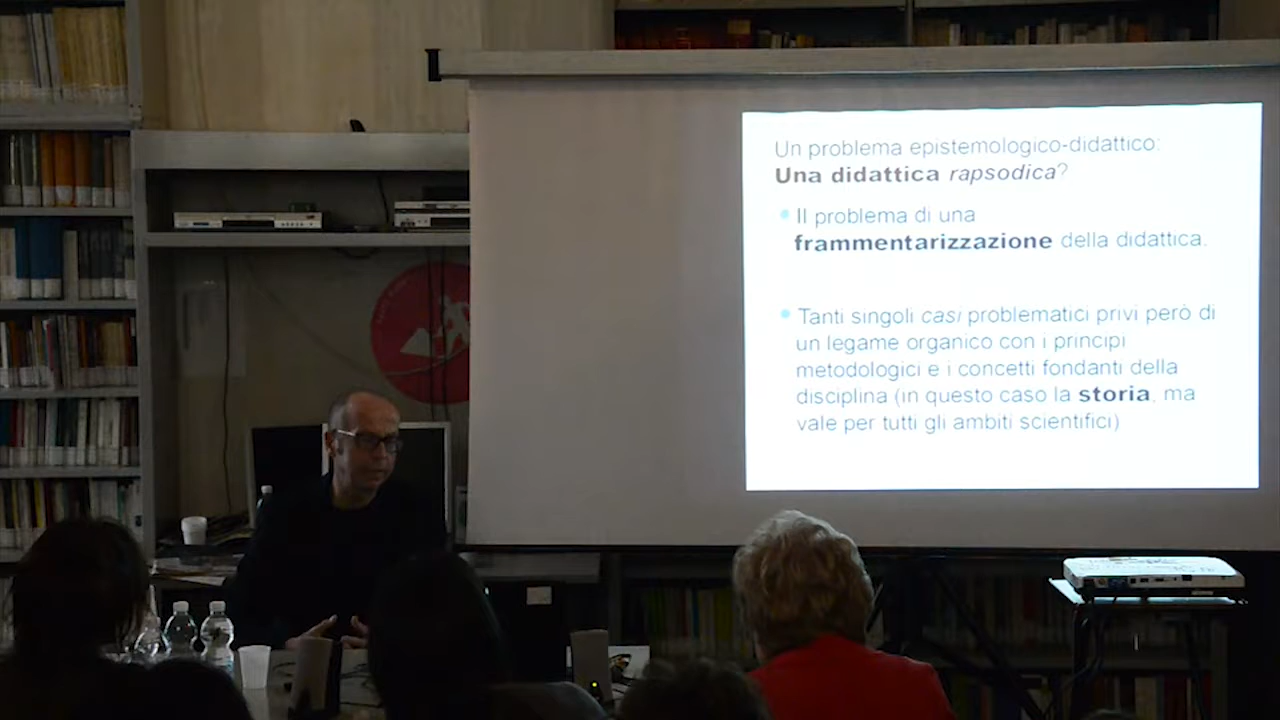 Un problema epistemologico-didattico:
Una didattica rapsodica?
Il problema di una
frammentarizzazione della didattica.
Tanti singoli casi problematici privi però di
un legame organico con i principi
metodologici e i concetti fondanti della
disciplina (in questo caso la storia, ma
vale per tutti gli ambiti scientifici)